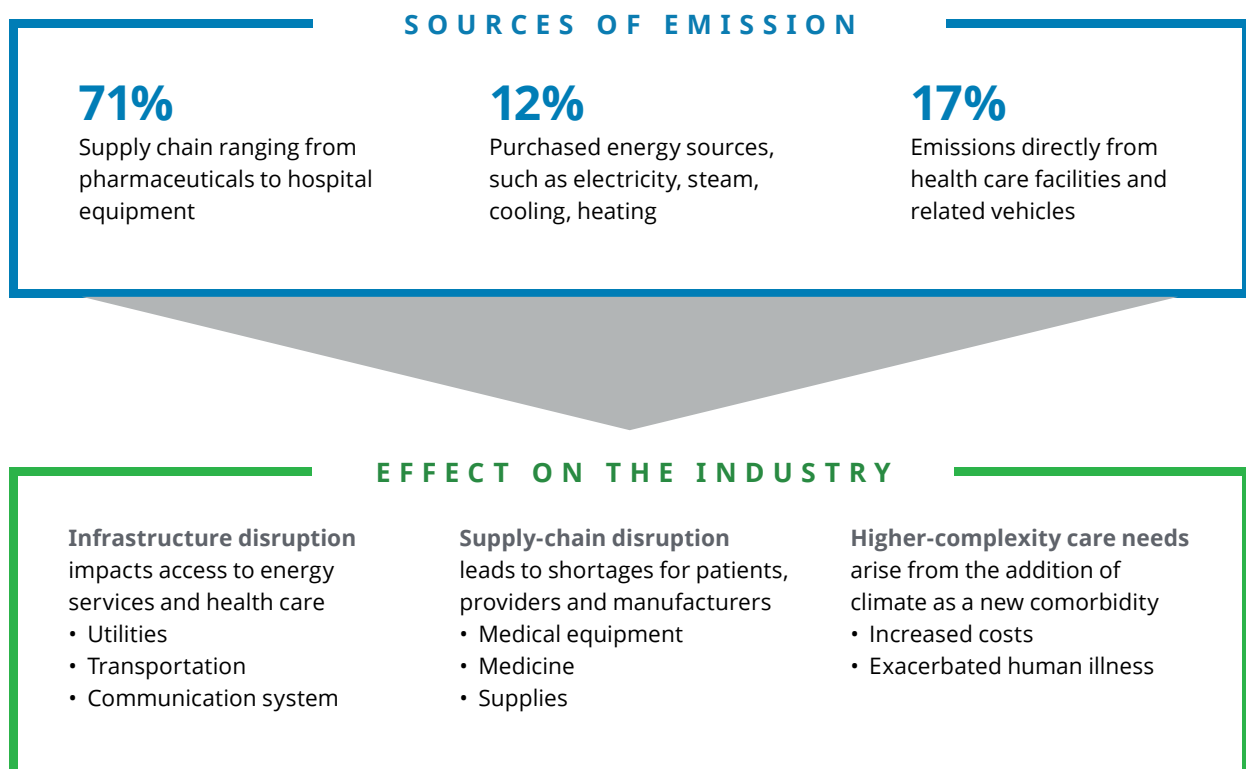 SOURCES OF EMISSION
71%
Supply chain ranging from
pharmaceuticals to hospital
equipment
12%
Purchased energy sources,
such as electricity, steam,
cooling, heating
17%
Emissions directly from
health care facilities and
related vehicles
EFFECT ON THE INDUSTRY
Infrastructure disruption
impacts access to energy
services and health care
• Utilities
• Transportation
• Communication system
Supply-chain disruption
leads to shortages for patients,
providers and manufacturers
• Medical equipment
• Medicine
• Supplies
Higher-complexity care needs
arise from the addition of
climate as a new comorbidity
• Increased costs
• Exacerbated human illness